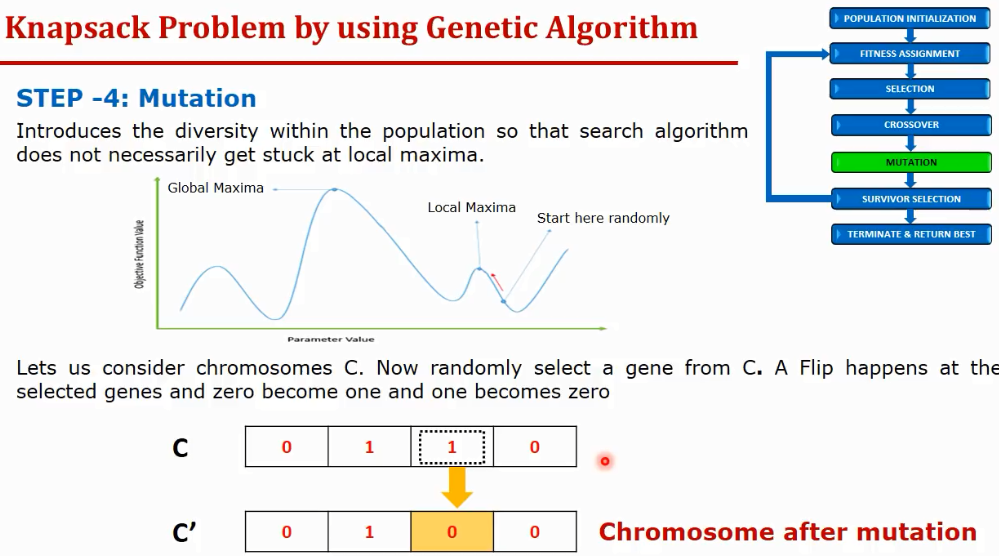 Knapsack Problem by using Genetic Algorithm
POPULATION INITIALIZATION
FITNESS ASSIGNMENT
SELECTION
CROSSOVER
MUTATION
SURVIVOR SELECTION
TERMINATE & RETURN BEST
STEP -4: Mutation
Introduces the diversity within the population so that search algorithm
does not necessarily get stuck at local maxima.
Global Maxima
Local Maxima
Start here randomly
Objective Function Value
Parameter Value
Lets us consider chromosomes C. Now randomly select a gene from C. A Flip happens at the
selected genes and zero become one and one becomes zero
C 0 1 1 0
C’ 0 1 0 0 Chromosome after mutation